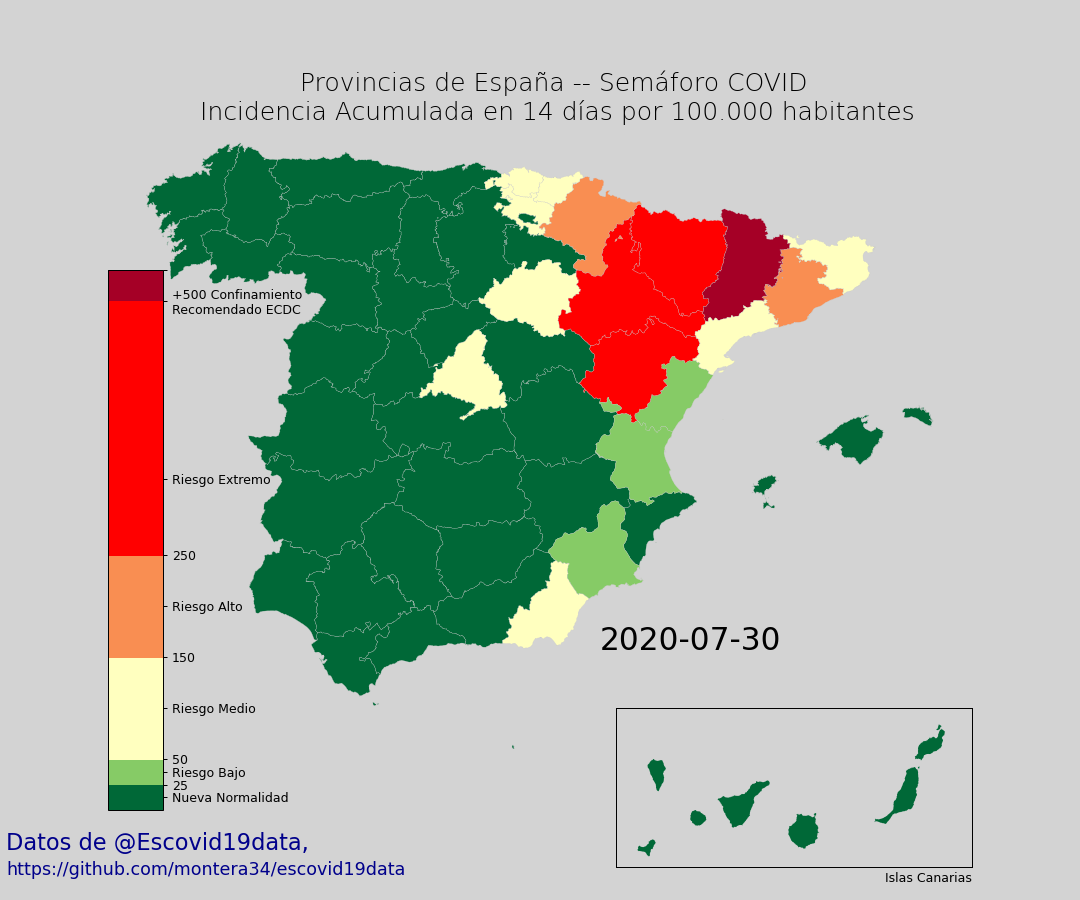 Provincias de España -- Semáforo COVID
Incidencia Acumulada en 14 días por 100.000 habitantes
+500 Confinamiento
Recomendado ECDC
Riesgo Extremo
250
Riesgo Alto
150
Riesgo Medio
50
Riesgo Bajo
25
Nueva Normalidad
2020-07-30
Islas Canarias
Datos de @Escovid19data,
https://github.com/montera34/escovid19data